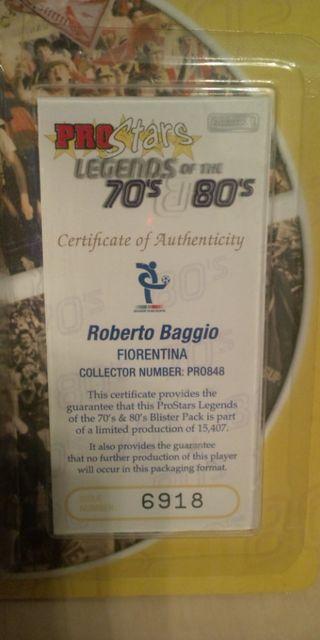 PROStars
LEGENDS OF THE
70'S & 80'S
Certificate of Authenticity
Roberto Baggio
FIORENTINA
COLLECTOR NUMBER: PRO848
This certificate provides the
guarantee that this ProStars Legends
of the 70's & 80's Blister Pack is part
of a limited production of 15,407.
It also provides the guarantee
that no further production of this player
will occur in this packaging format.
ISSUE
NUMBER:
6918